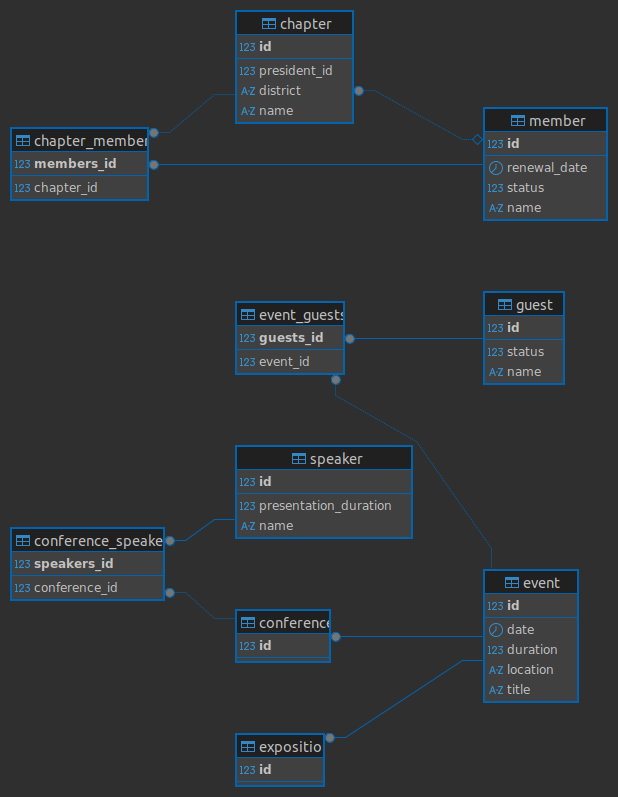 chapter
123 id
123 president_id
A-Z district
A-Z name
chapter_member
123 members_id
123 chapter_id
member
123 id
renewal_date
123 status
A-Z name
event_guests
123 guests_id
123 event_id
guest
123 id
123 status
A-Z name
speaker
123 id
123 presentation_duration
A-Z name
conference_speake
123 speakers_id
123 conference_id
conference
123 id
event
123 id
date
123 duration
A-Z location
A-Z title
expositio
123 id